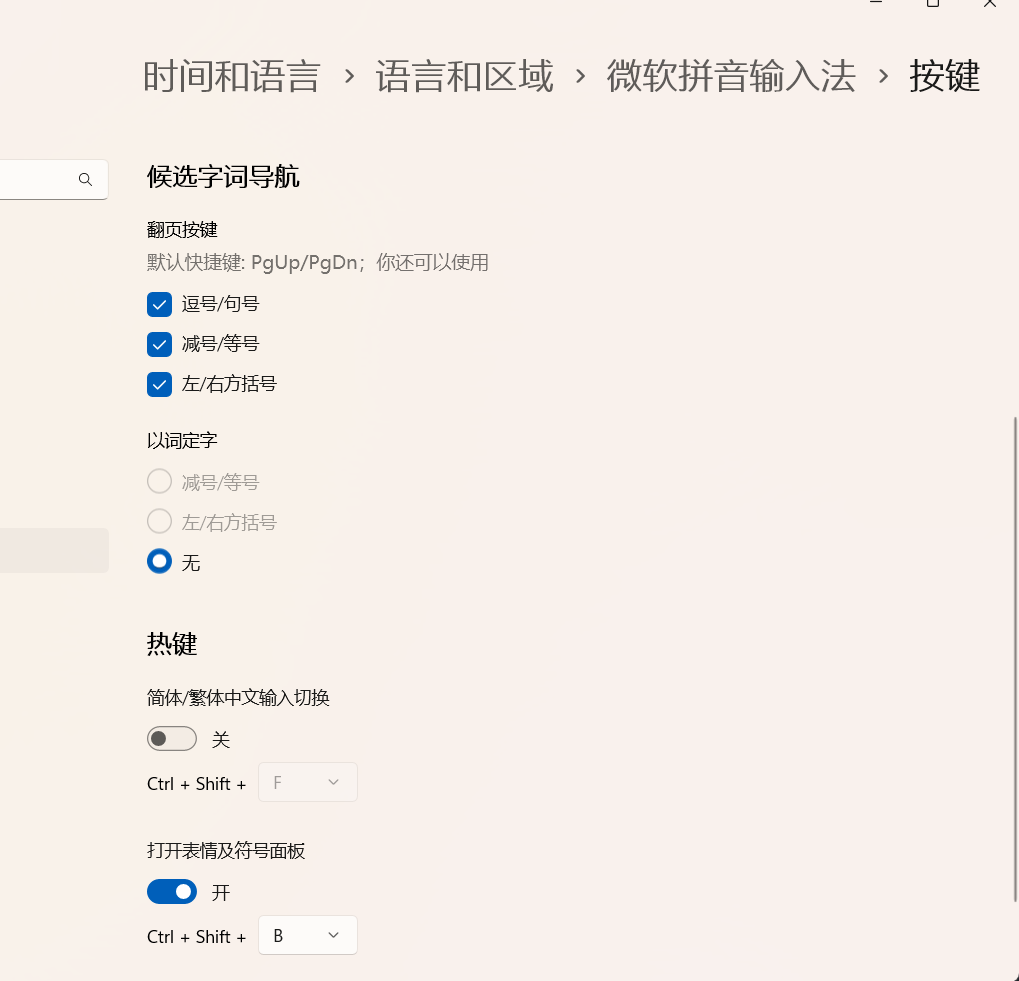 时间和语言 › 语言和区域 › 微软拼音输入法 › 按键
候选字词导航
翻页按键
默认快捷键: PgUp/PgDn；你还可以使用
逗号/句号
减号/等号
左/右方括号
以词定字
减号/等号
左/右方括号
无
热键
简体/繁体中文输入切换
关
Ctrl + Shift + F
打开表情及符号面板
开
Ctrl + Shift + B